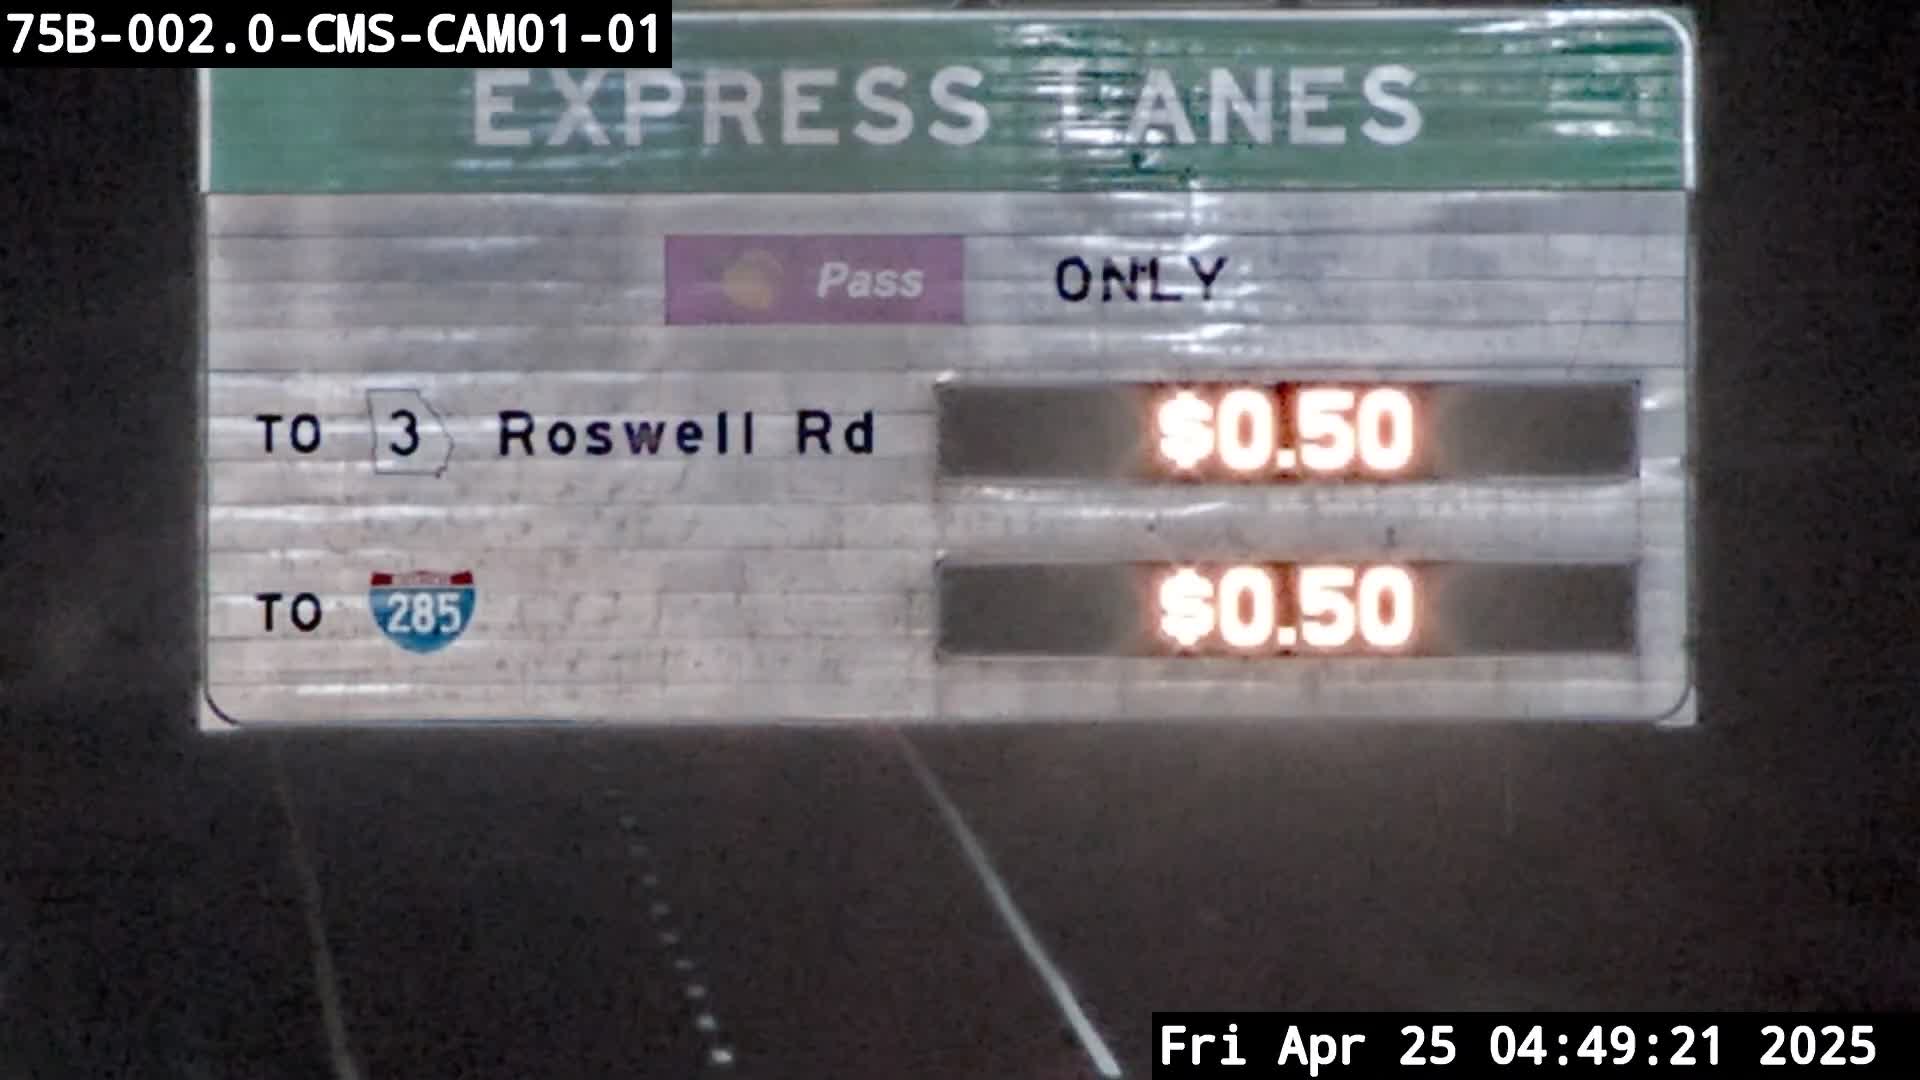 75B-002.0-CMS-CAM01-01
EXPRESS LANES
Pass ONLY
TO 3 Roswell Rd $0.50
TO 285 $0.50
Fri Apr 25 04:49:21 2025